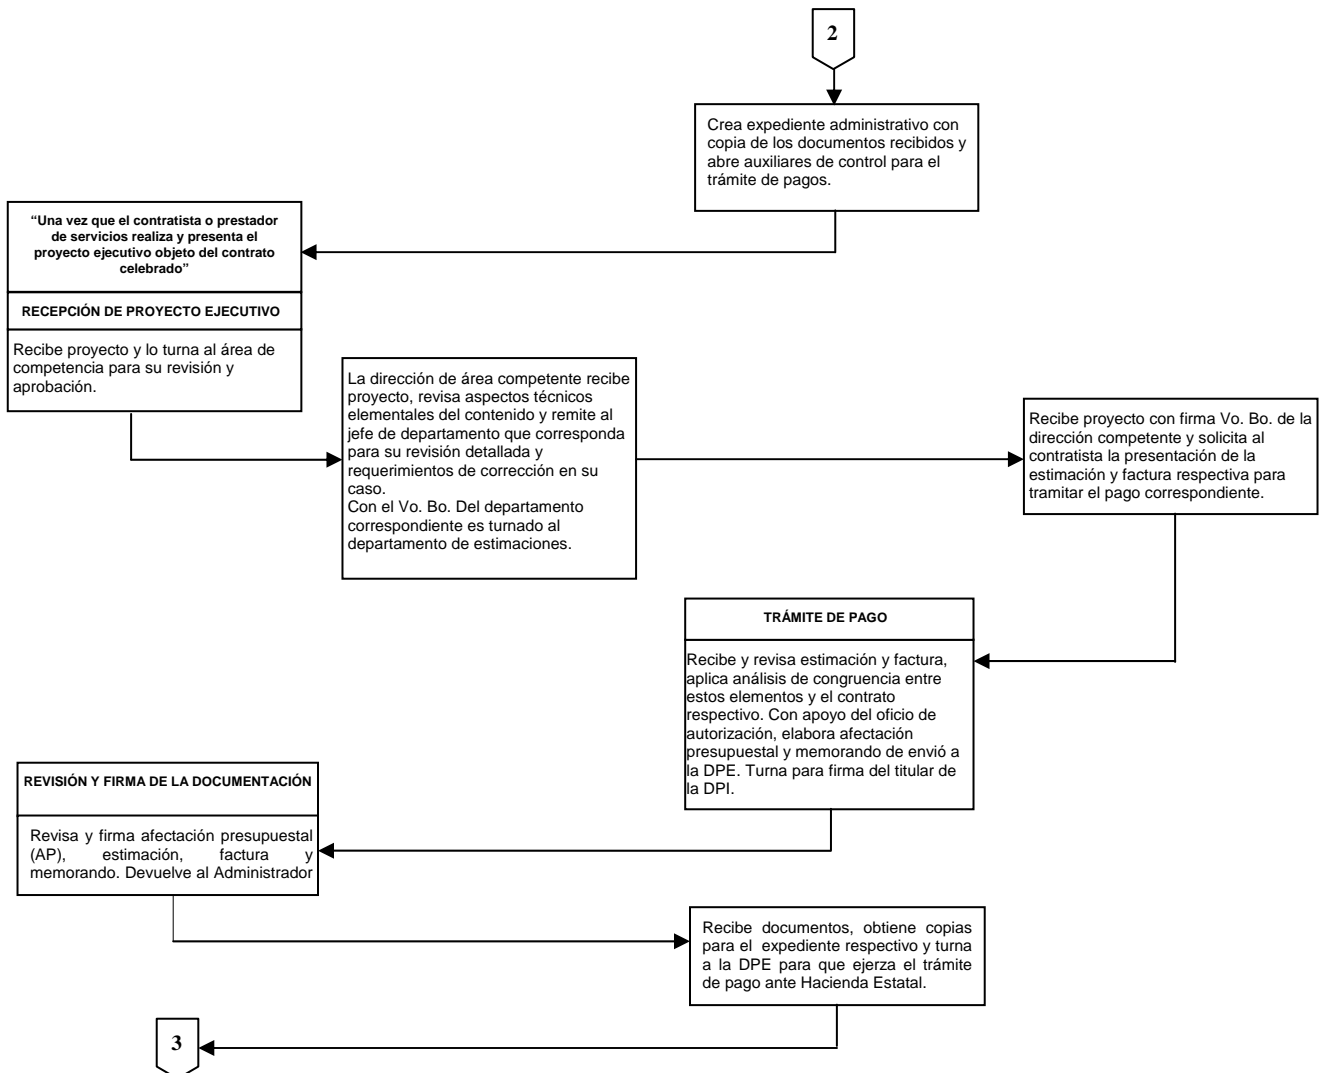 2
Crea expediente administrativo con
copia de los documentos recibidos y
abre auxiliares de control para el
trámite de pagos.
“Una vez que el contratista o prestador
de servicios realiza y presenta el
proyecto ejecutivo objeto del contrato
celebrado”
RECEPCIÓN DE PROYECTO EJECUTIVO
Recibe proyecto y lo turna al área de
competencia para su revisión y
aprobación.
La dirección de área competente recibe
proyecto, revisa aspectos técnicos
elementales del contenido y remite al
jefe de departamento que corresponda
para su revisión detallada y
requerimientos de corrección en su
caso.
Con el Vo. Bo. Del departamento
correspondiente es turnado al
departamento de estimaciones.
Recibe proyecto con firma Vo. Bo. de la
dirección competente y solicita al
contratista la presentación de la
estimación y factura respectiva para
tramitar el pago correspondiente.
TRÁMITE DE PAGO
Recibe y revisa estimación y factura,
aplica análisis de congruencia entre
estos elementos y el contrato
respectivo. Con apoyo del oficio de
autorización, elabora afectación
presupuestal y memorando de envió a
la DPE. Turna para firma del titular de
la DPI.
REVISIÓN Y FIRMA DE LA DOCUMENTACIÓN
Revisa y firma afectación presupuestal
(AP), estimación, factura y
memorando. Devuelve al Administrador
Recibe documentos, obtiene copias
para el expediente respectivo y turna
a la DPE para que ejerza el trámite
de pago ante Hacienda Estatal.
3